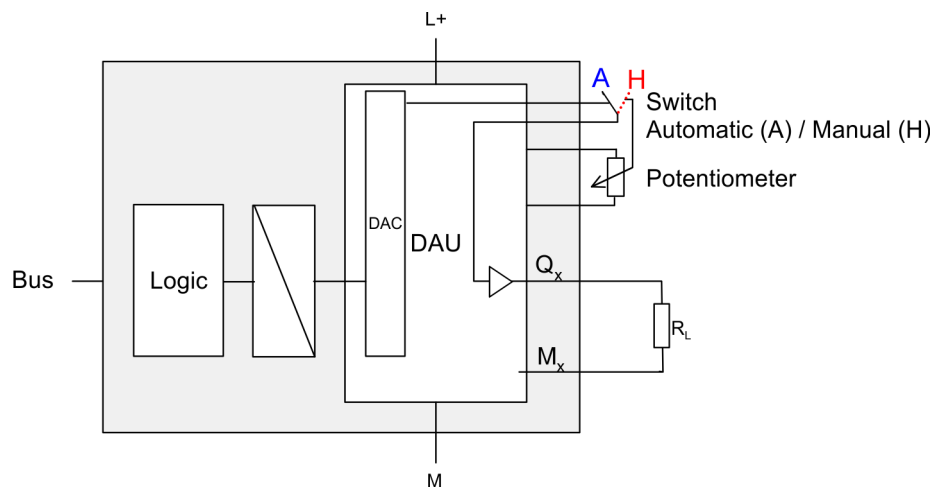 L+
A H
Switch
Automatic (A) / Manual (H)
Potentiometer
DAC
DAU
Logic
Bus
Qx
RL
Mx
M